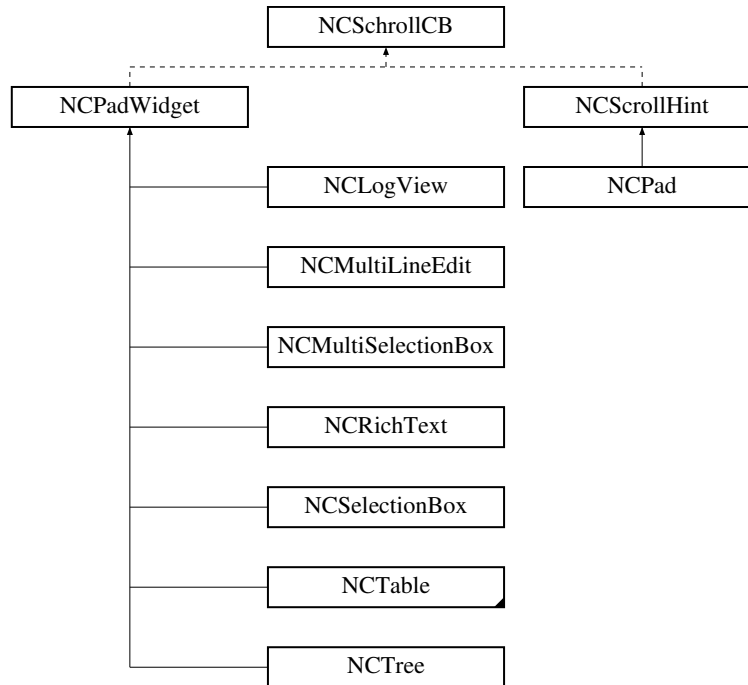 NCSchrollCB
NCPadWidget
NCScrollHint
NCLogView
NCPad
NCMultiLineEdit
NCMultiSelectionBox
NCRichText
NCSelectionBox
NCTable
NCTree